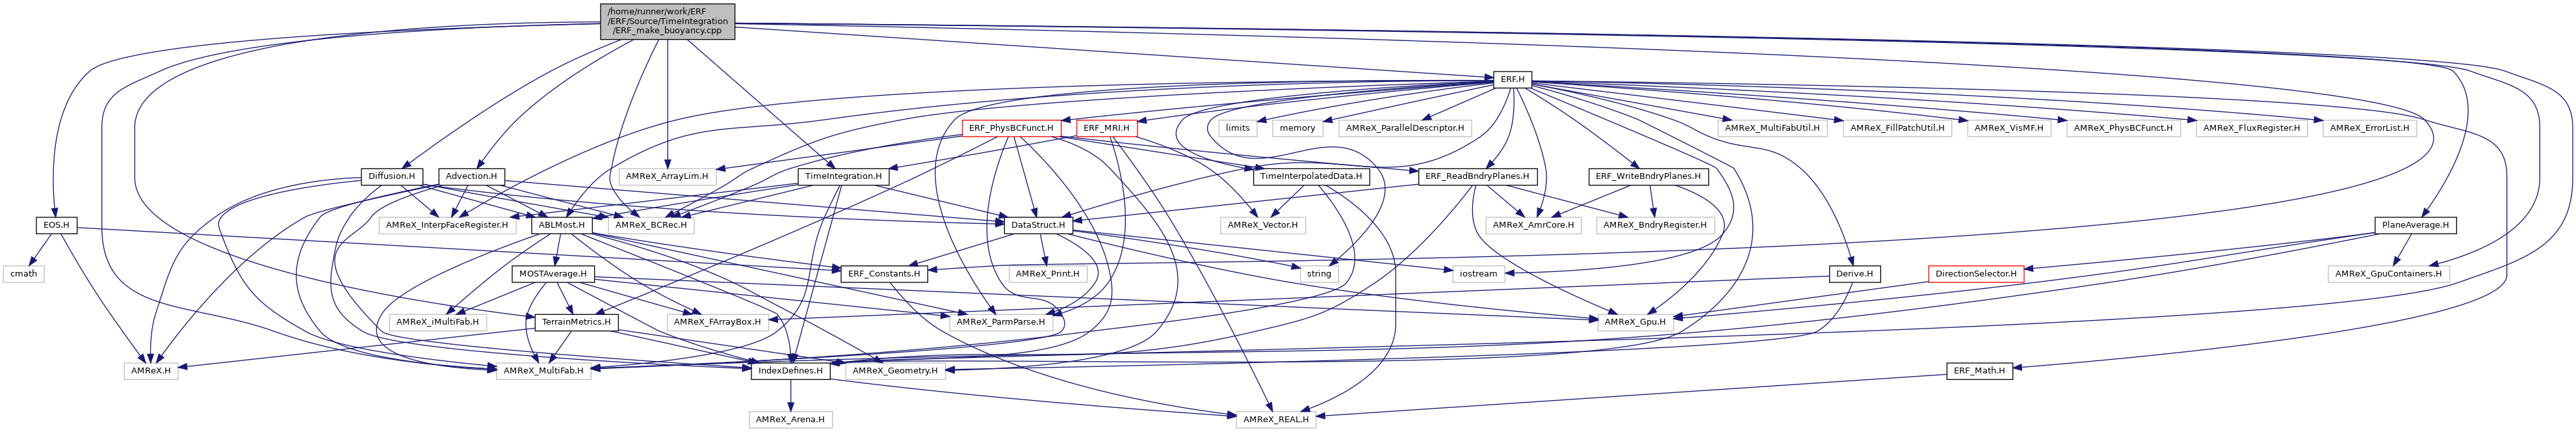 /home/runner/work/ERF
/ERF/Source/TimeIntegration
/ERF_make_buoyancy.cpp
ERF.H
ERF_PhysBCFunct.H
ERF_MRI.H
limits
memory
AMReX_ParallelDescriptor.H
AMReX_MultiFabUtil.H
AMReX_FillPatchUtil.H
AMReX_VisMF.H
AMReX_PhysBCFunct.H
AMReX_FluxRegister.H
AMReX_ErrorList.H
Diffusion.H
Advection.H
AMReX_ArrayLim.H
TimeIntegration.H
TimeInterpolatedData.H
ERF_ReadBndryPlanes.H
ERF_WriteBndryPlanes.H
EOS.H
AMReX_InterpFaceRegister.H
ABLMost.H
AMReX_BCRec.H
DataStruct.H
AMReX_Vector.H
AMReX_AmrCore.H
AMReX_BndryRegister.H
PlaneAverage.H
cmath
MOSTAverage.H
ERF_Constants.H
AMReX_Print.H
string
iostream
Derive.H
DirectionSelector.H
AMReX_GpuContainers.H
AMReX_iMultiFab.H
TerrainMetrics.H
AMReX_FArrayBox.H
AMReX_ParmParse.H
AMReX_Gpu.H
AMReX.H
AMReX_MultiFab.H
IndexDefines.H
AMReX_Geometry.H
ERF_Math.H
AMReX_Arena.H
AMReX_REAL.H